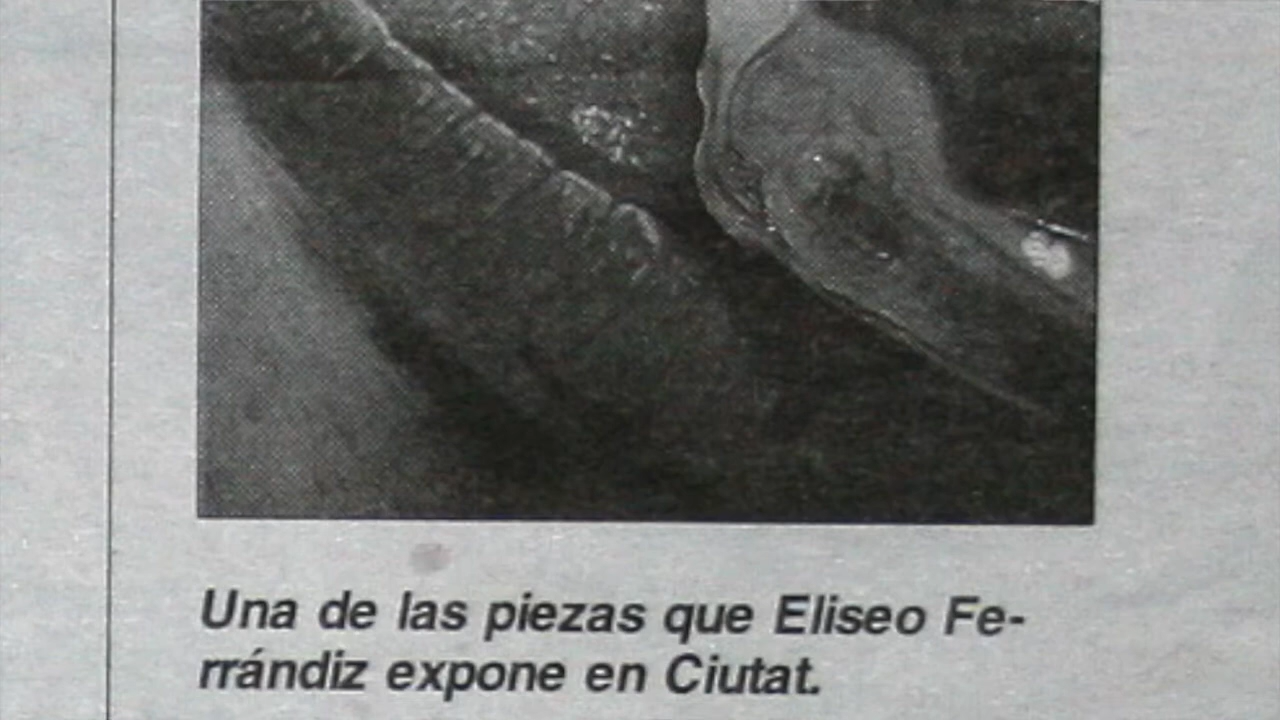 Una de las piezas que Eliseo Fe-
rrándiz expone en Ciutat.